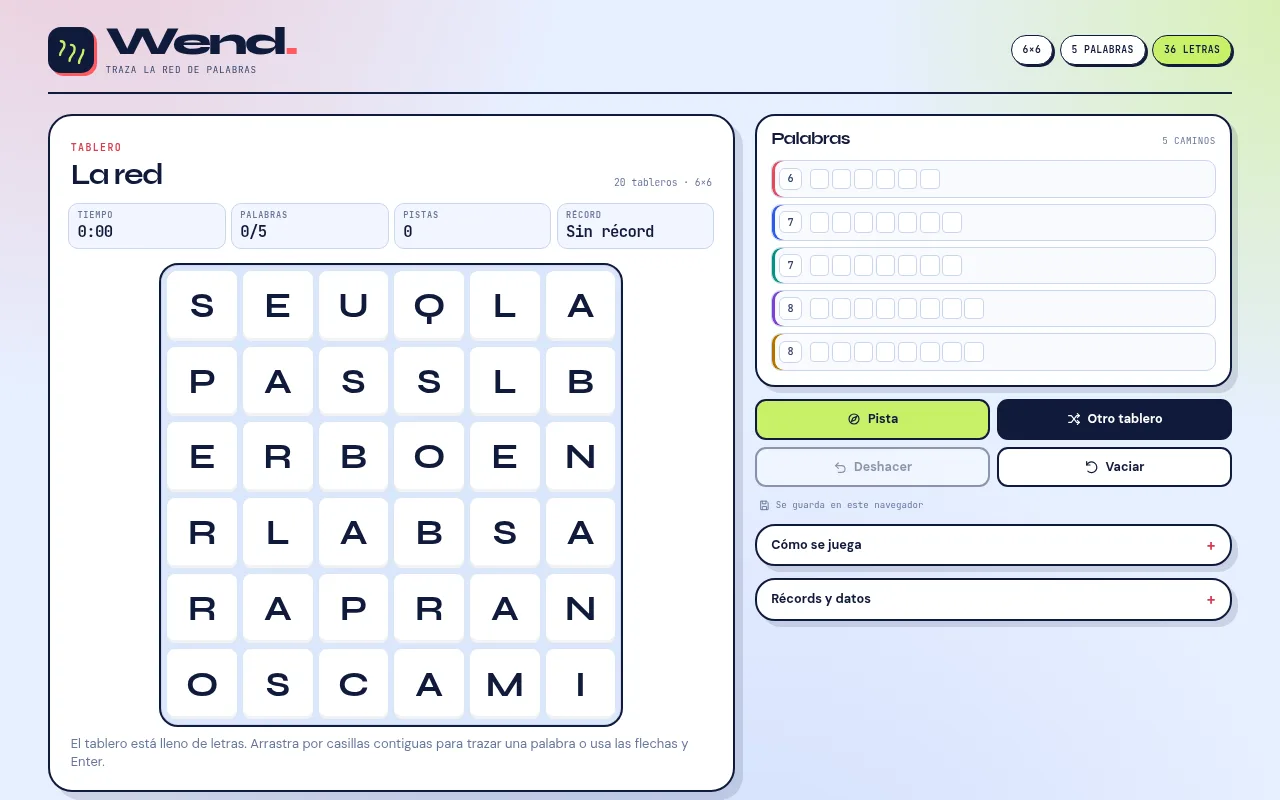 Wend.
TRAZA LA RED DE PALABRAS
6×6
5 PALABRAS
36 LETRAS
TABLERO
La red
20 tableros · 6×6
TIEMPO
0:00
PALABRAS
0/5
PISTAS
0
RÉCORD
Sin récord
S E U Q L A
P A S S L B
E R B O E N
R L A B S A
R A P R A N
O S C A M I
El tablero está lleno de letras. Arrastra por casillas contiguas para trazar una palabra o usa las flechas y
Enter.
Palabras
5 CAMINOS
6
7
7
8
8
Pista
Otro tablero
Deshacer
Vaciar
Se guarda en este navegador
Cómo se juega
+
Récords y datos
+